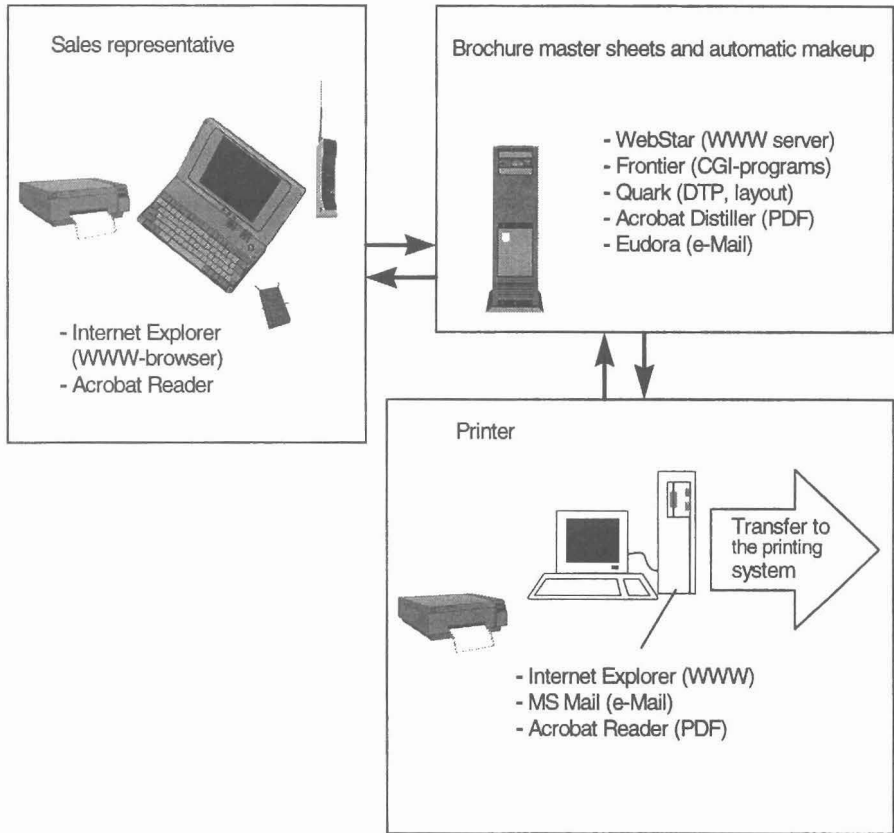 Sales representative
- Internet Explorer
(WWW-browser)
- Acrobat Reader
Brochure master sheets and automatic makeup
- WebStar (WWW server)
- Frontier (CGI-programs)
- Quark (DTP, layout)
- Acrobat Distiller (PDF)
- Eudora (e-Mail)
Printer
Transfer to
the printing
system
- Internet Explorer (WWW)
- MS Mail (e-Mail)
- Acrobat Reader (PDF)